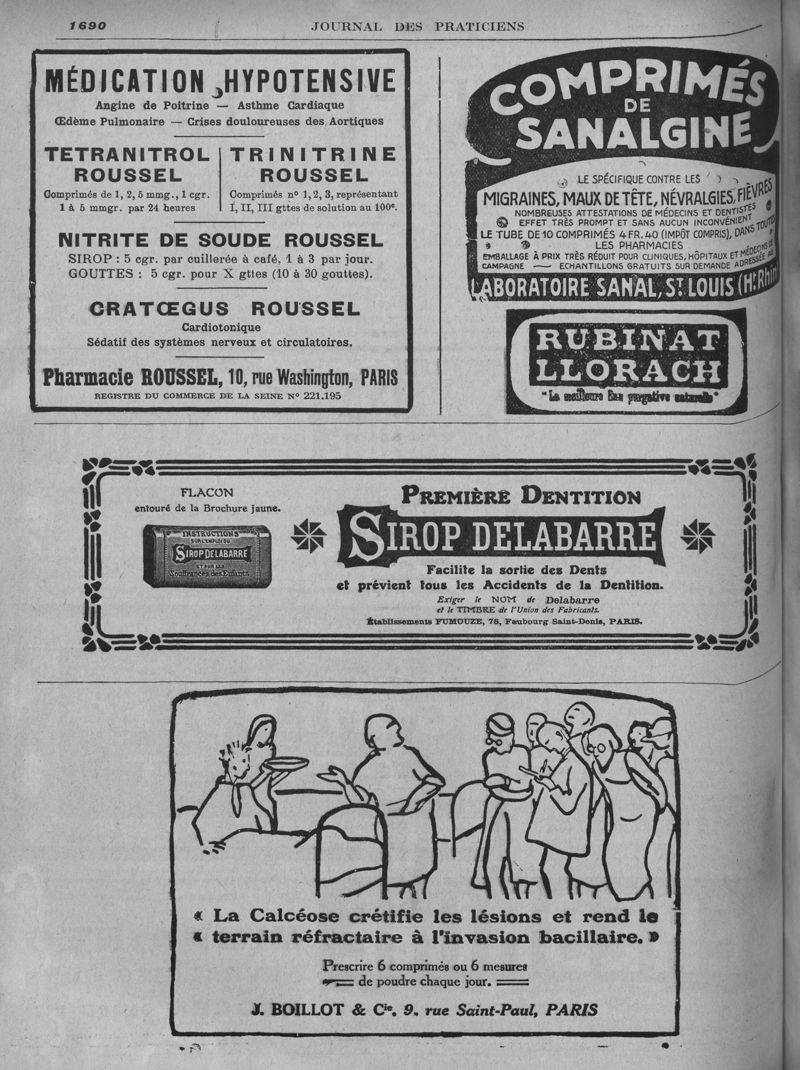 1690
JOURNAL DES PRATICIENS
MÉDICATION HYPOTENSIVE
Angine de Poitrine — Asthme Cardiaque
Œdème Pulmonaire — Crises douloureuses des Aortiques
TETRANITROL
ROUSSEL
Comprimés de 1, 2, 5 mmg., 1 cgr.
1 à 5 mmgr. par 24 heures
TRINITRINE
ROUSSEL
Comprimés nº 1, 2, 3, représentant
I, II, III gttes de solution au 100e.
NITRITE DE SOUDE ROUSSEL
SIROP : 5 cgr. par cuillerée à café, 1 à 3 par jour.
GOUTTES : 5 cgr. pour X gttes (10 à 30 gouttes).
CRATŒGUS ROUSSEL
Cardiotonique
Sédatif des systèmes nerveux et circulatoires.
Pharmacie ROUSSEL, 10, rue Washington, PARIS
REGISTRE DU COMMERCE DE LA SEINE Nº 221.195
COMPRIMÉS
DE
SANALGINE
LE SPÉCIFIQUE CONTRE LES
MIGRAINES, MAUX DE TÊTE, NÉVRALGIES, FIÈVRES
NOMBREUSES ATTESTATIONS DE MÉDECINS ET DENTISTES
EFFET TRÈS PROMPT ET SANS AUCUN INCONVÉNIENT
LE TUBE DE 10 COMPRIMÉS 4 FR. 40 (IMPÔT COMPRIS), DANS TOUTES
LES PHARMACIES
EMBALLAGE À PRIX TRÈS RÉDUIT POUR CLINIQUES, HÔPITAUX ET MÉDECINS DE
CAMPAGNE — ECHANTILLONS GRATUITS SUR DEMANDE ADRESSÉE AU
LABORATOIRE SANAL, ST LOUIS (Ht Rhin)
RUBINAT
LLORACH
"La meilleure Eau purgative naturelle"
FLACON
entouré de la Brochure jaune.
INSTRUCTIONS
SUR L'EMPLOI DU
SIROP DELABARRE
ET SUR LES
Souffrances des Enfants
PREMIÈRE DENTITION
SIROP DELABARRE
Facilite la sortie des Dents
et prévient tous les Accidents de la Dentition.
Exiger le NOM de Delabarre
et le TIMBRE de l'Union des Fabricants.
Établissements FUMOUZE, 78, Faubourg Saint-Denis, PARIS.
« La Calcéose crétifie les lésions et rend le
« terrain réfractaire à l'invasion bacillaire. »
Prescrire 6 comprimés ou 6 mesures
de poudre chaque jour.
J. BOILLOT & Cie, 9, rue Saint-Paul, PARIS